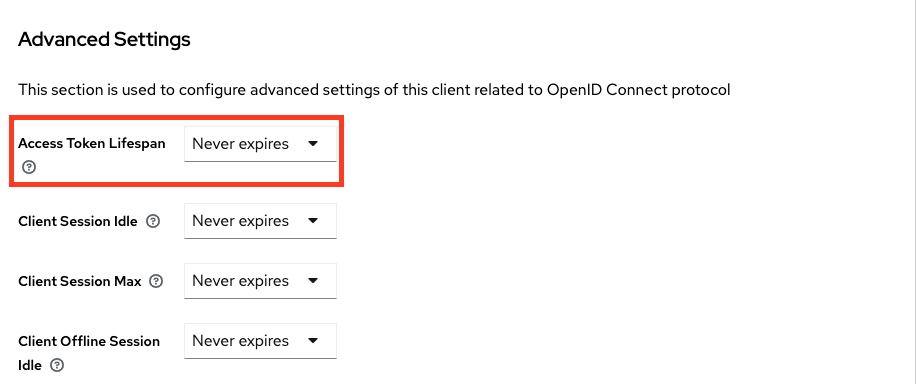 Advanced Settings
This section is used to configure advanced settings of this client related to OpenID Connect protocol
Access Token Lifespan
Never expires
Client Session Idle
Never expires
Client Session Max
Never expires
Client Offline Session
Idle
Never expires